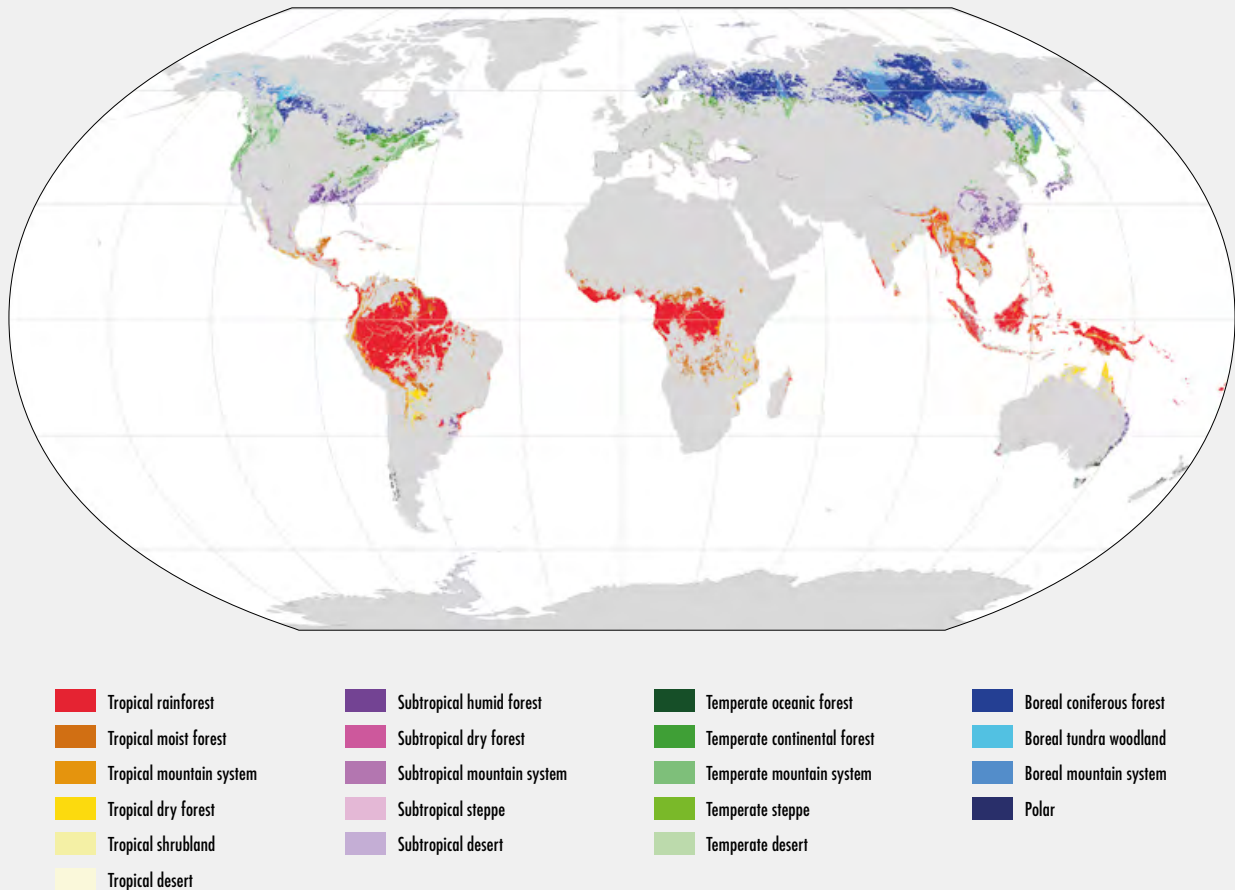 Tropical rainforest
Tropical moist forest
Tropical mountain system
Tropical dry forest
Tropical shrubland
Tropical desert
Subtropical humid forest
Subtropical dry forest
Subtropical mountain system
Subtropical steppe
Subtropical desert
Temperate oceanic forest
Temperate continental forest
Temperate mountain system
Temperate steppe
Temperate desert
Boreal coniferous forest
Boreal tundra woodland
Boreal mountain system
Polar